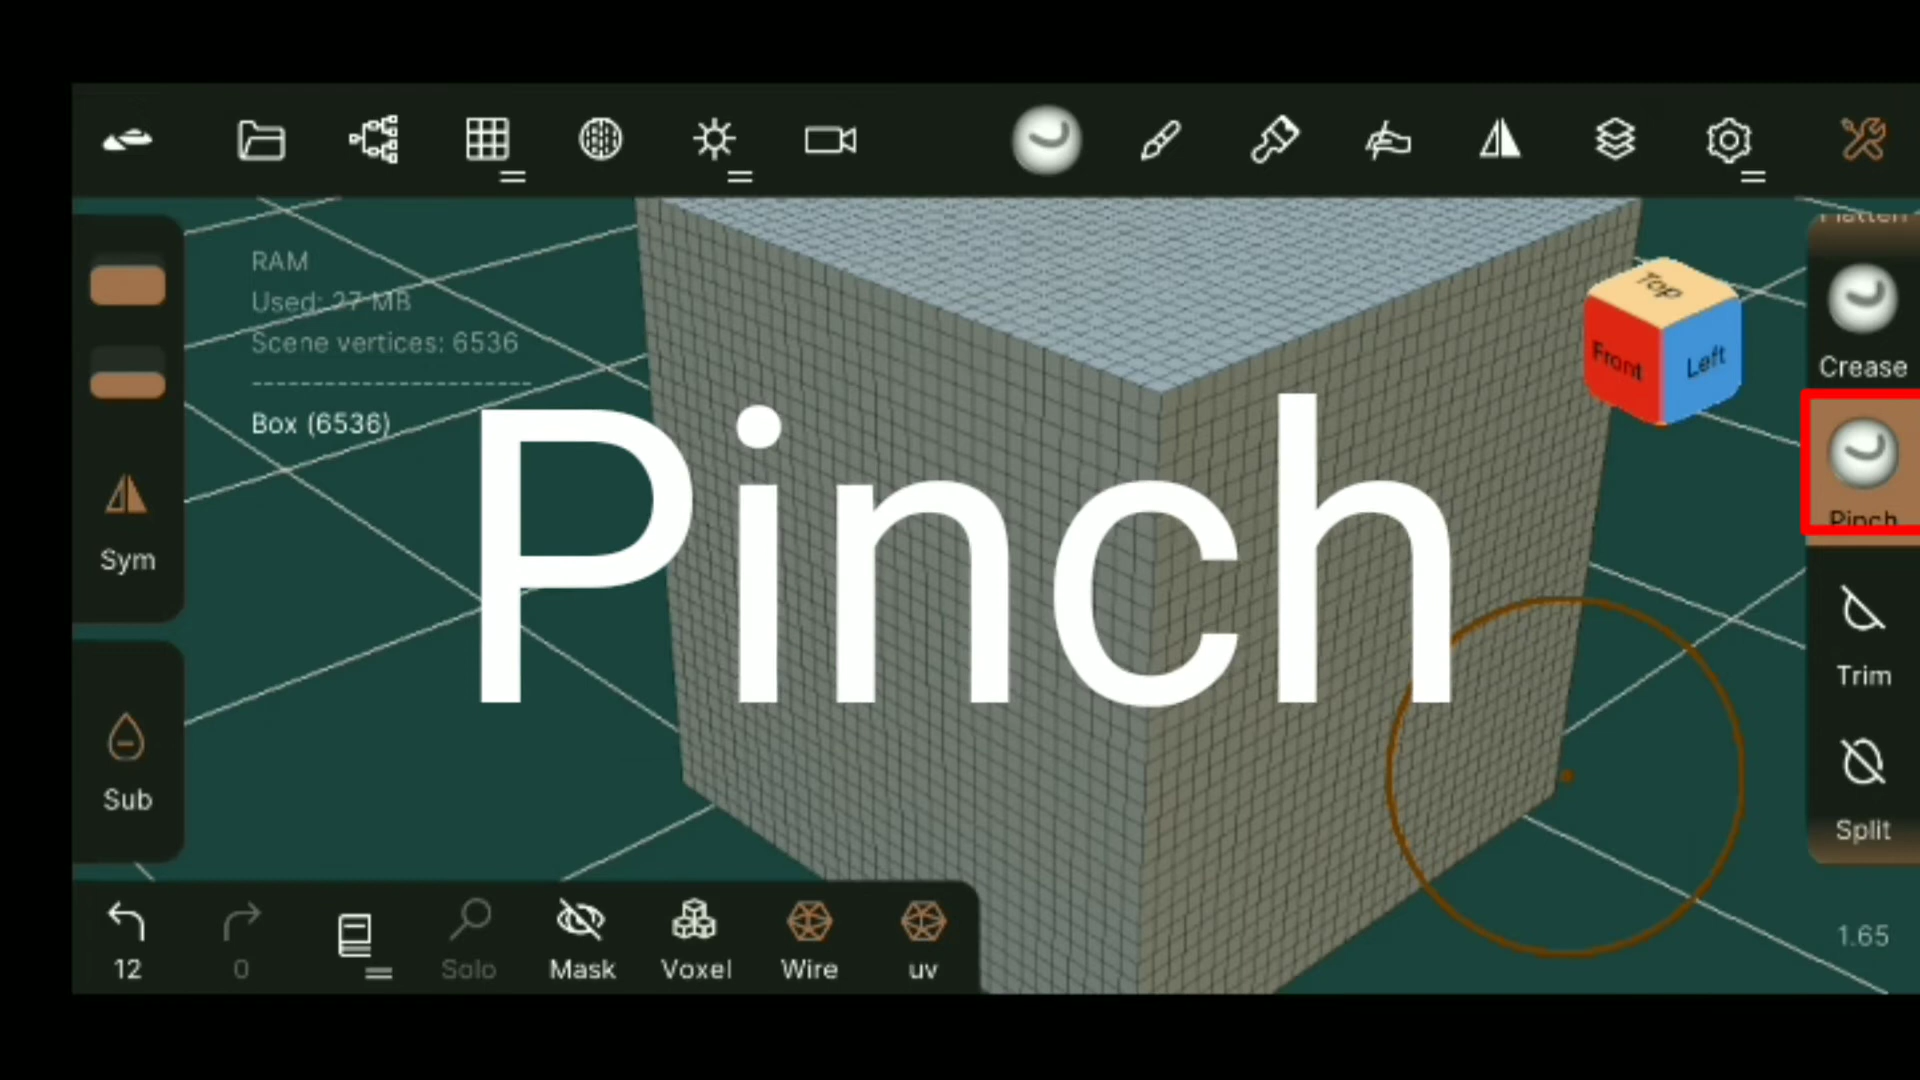 RAM
Used: 27 MB
Scene vertices: 6536
--------------------
Box (6536)
Top
Front
Left
Flatten
Crease
Pinch
Pinch
Sym
Trim
Sub
Split
12
0
Solo
Mask
Voxel
Wire
uv
1.65